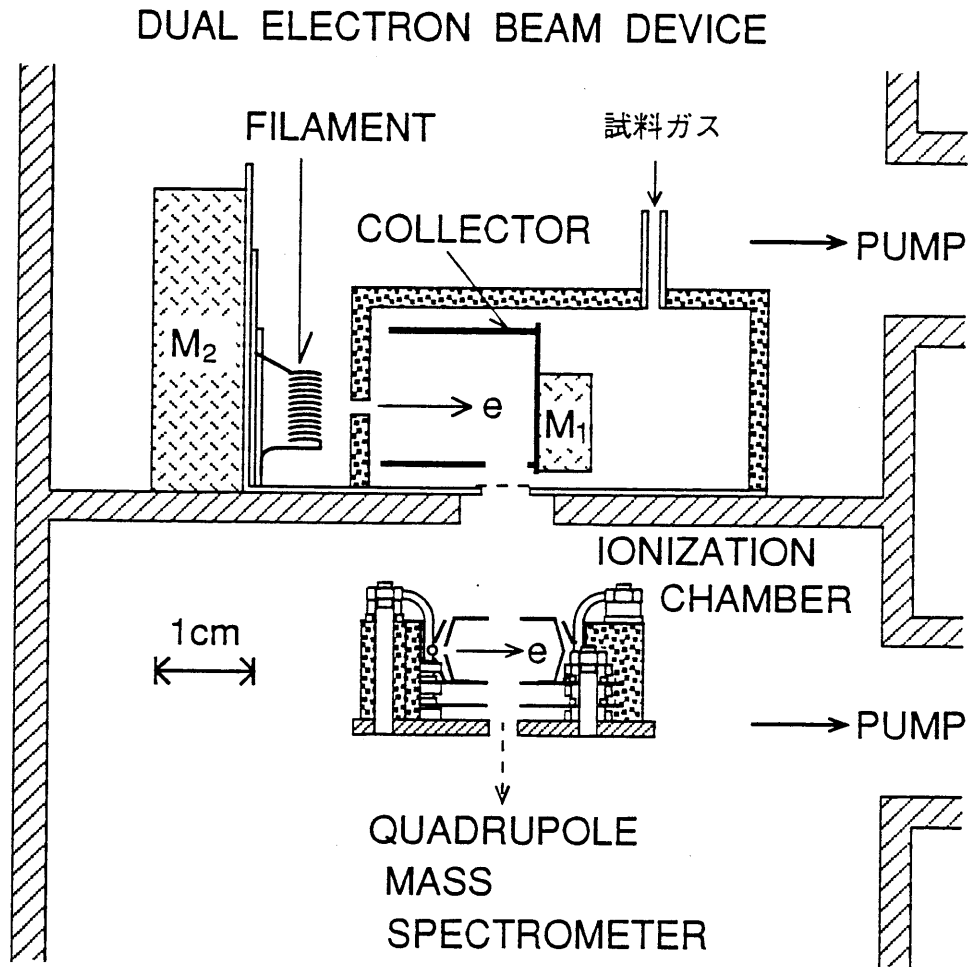 DUAL ELECTRON BEAM DEVICE
FILAMENT
試料ガス
COLLECTOR
PUMP
M2
e
M1
IONIZATION
CHAMBER
1cm
e
PUMP
QUADRUPOLE
MASS
SPECTROMETER